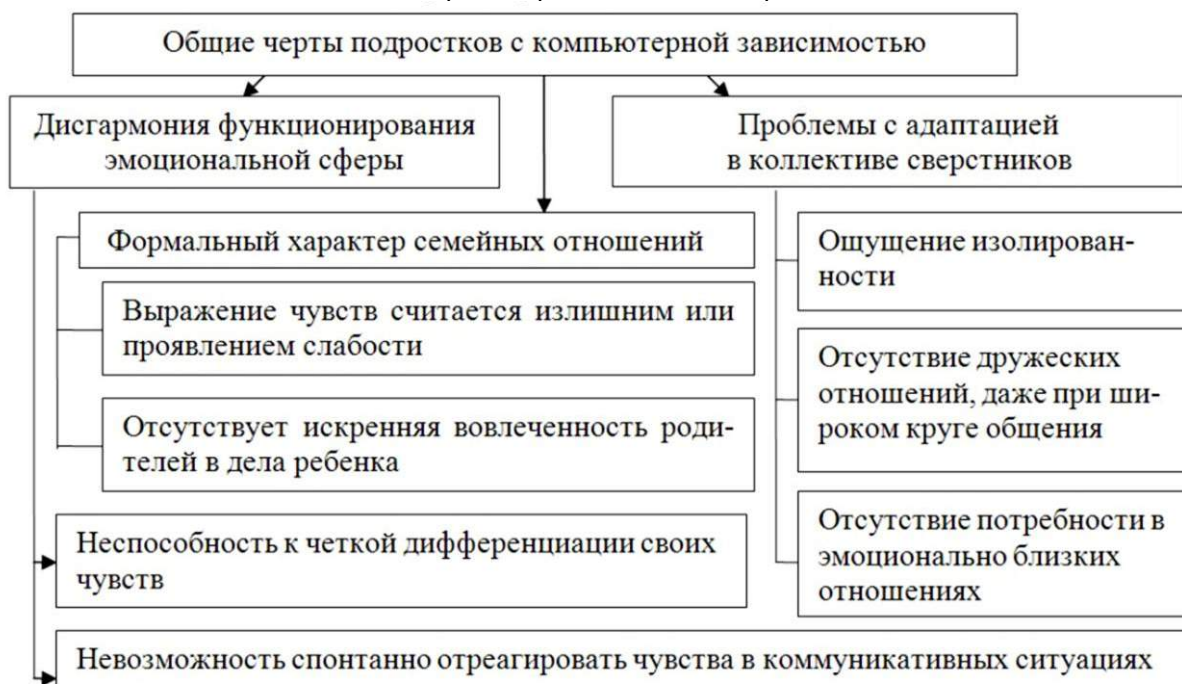 Общие черты подростков с компьютерной зависимостью
Дисгармония функционирования
эмоциональной сферы
Проблемы с адаптацией
в коллективе сверстников
Формальный характер семейных отношений
Выражение чувств считается излишним или
проявлением слабости
Отсутствует искренняя вовлеченность роди-
телей в дела ребенка
Ощущение изолирован-
ности
Отсутствие дружеских
отношений, даже при ши-
роком круге общения
Отсутствие потребности в
эмоционально близких
отношениях
Неспособность к четкой дифференциации своих
чувств
Невозможность спонтанно отреагировать чувства в коммуникативных ситуациях